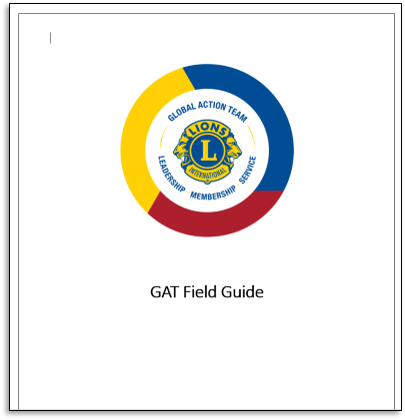 GLOBAL ACTION TEAM
LIONS
L
INTERNATIONAL
LEADERSHIP MEMBERSHIP SERVICE
GAT Field Guide